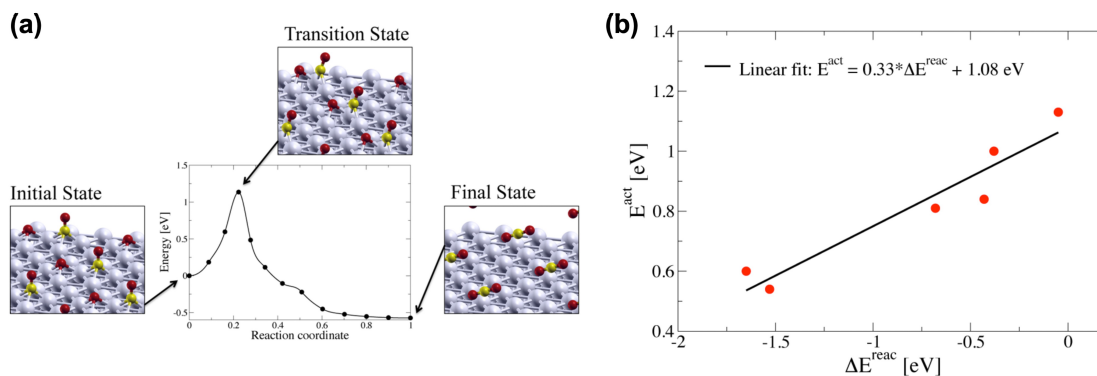 (a)
Transition State
Initial State
Final State
Energy [eV]
1.5
1
0.5
0
-0.5
0
0.2
0.4
0.6
0.8
1
Reaction coordinate
(b)
Linear fit: E^act = 0.33*ΔE^reac + 1.08 eV
E^act [eV]
1.4
1.2
1
0.8
0.6
0.4
-2
-1.5
-1
-0.5
0
ΔE^reac [eV]